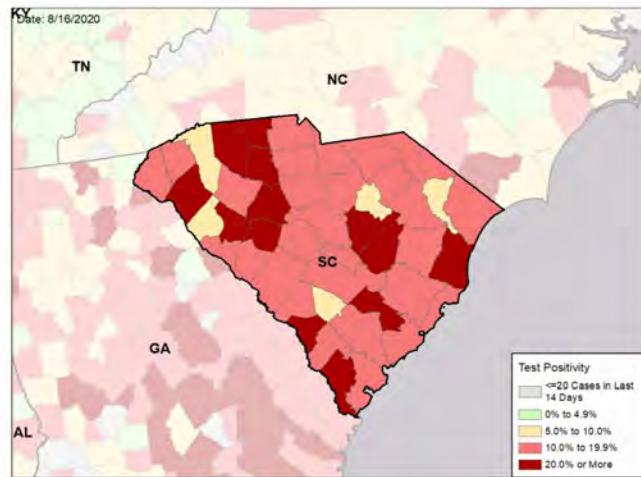 KY
Date: 8/16/2020
TN
NC
SC
GA
AL
Test Positivity
<=20 Cases in Last
14 Days
0% to 4.9%
5.0% to 10.0%
10.0% to 19.9%
20.0% or More